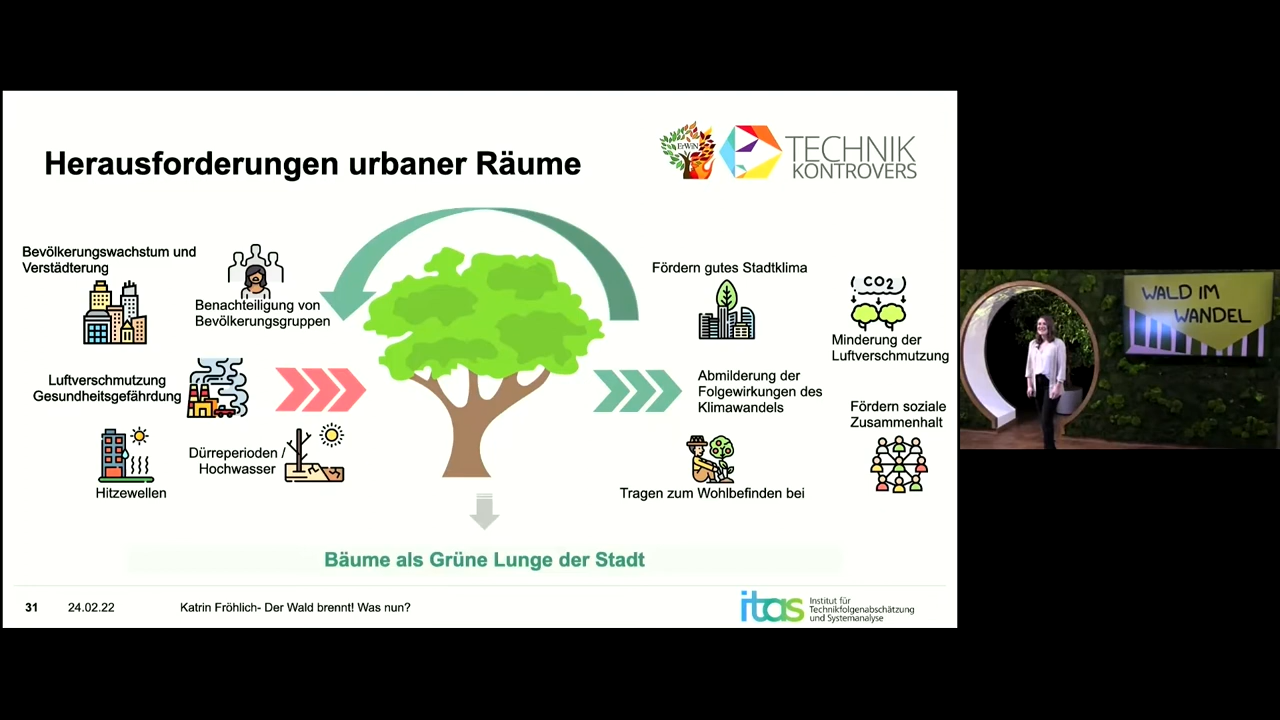 Herausforderungen urbaner Räume
ErWiN
TECHNIK
KONTROVERS
Bevölkerungswachstum und
Verstädterung
Benachteiligung von
Bevölkerungsgruppen
Luftverschmutzung
Gesundheitsgefährdung
Dürreperioden /
Hochwasser
Hitzewellen
Fördern gutes Stadtklima
CO2
Minderung der
Luftverschmutzung
Abmilderung der
Folgewirkungen des
Klimawandels
Fördern soziale
Zusammenhalt
Tragen zum Wohlbefinden bei
Bäume als Grüne Lunge der Stadt
31 24.02.22 Katrin Fröhlich- Der Wald brennt! Was nun?
itas Institut für
Technikfolgenabschätzung
und Systemanalyse
WALD IM
WANDEL